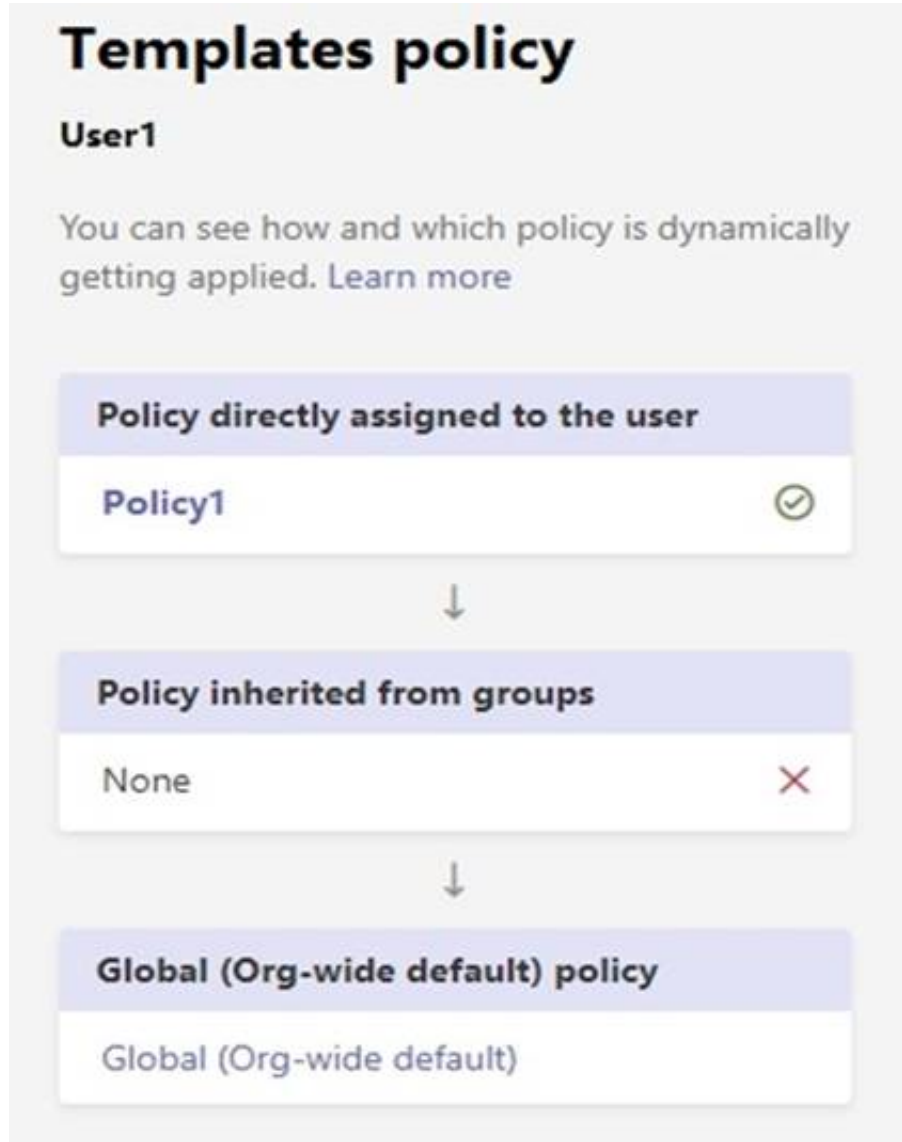 Templates policy
User1
You can see how and which policy is dynamically
getting applied. Learn more
Policy directly assigned to the user
Policy1
Policy inherited from groups
None
Global (Org-wide default) policy
Global (Org-wide default)